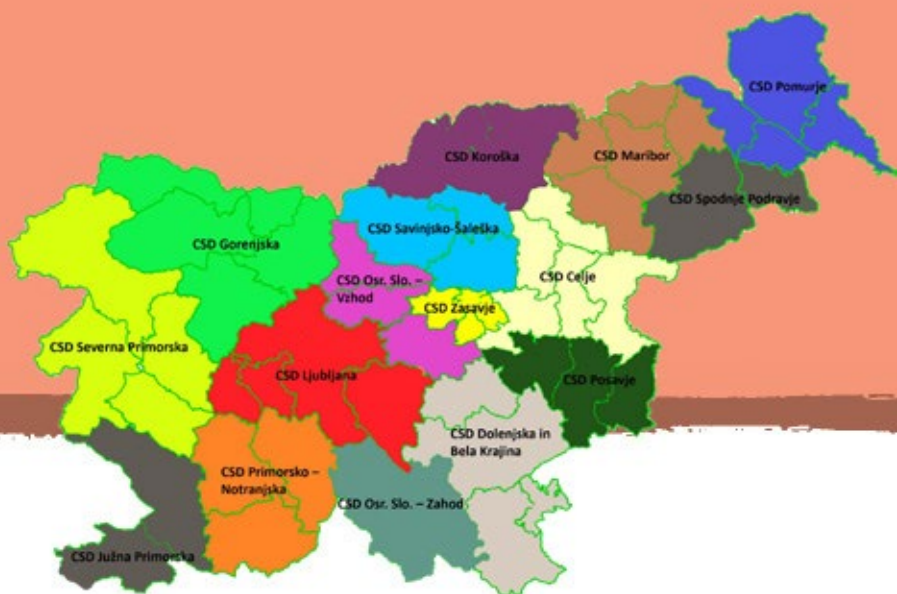 CSD Pomurje
CSD Koroška
CSD Maribor
CSD Spodnje Podravje
CSD Savinjsko-Šaleška
CSD Gorenjska
CSD Osr. Slo. –
Vzhod
CSD Celje
CSD Zasavje
CSD Severna Primorska
CSD Ljubljana
CSD Posavje
CSD Dolenjska in
Bela Krajina
CSD Primorsko –
Notranjska
CSD Osr. Slo. – Zahod
CSD Južna Primorska